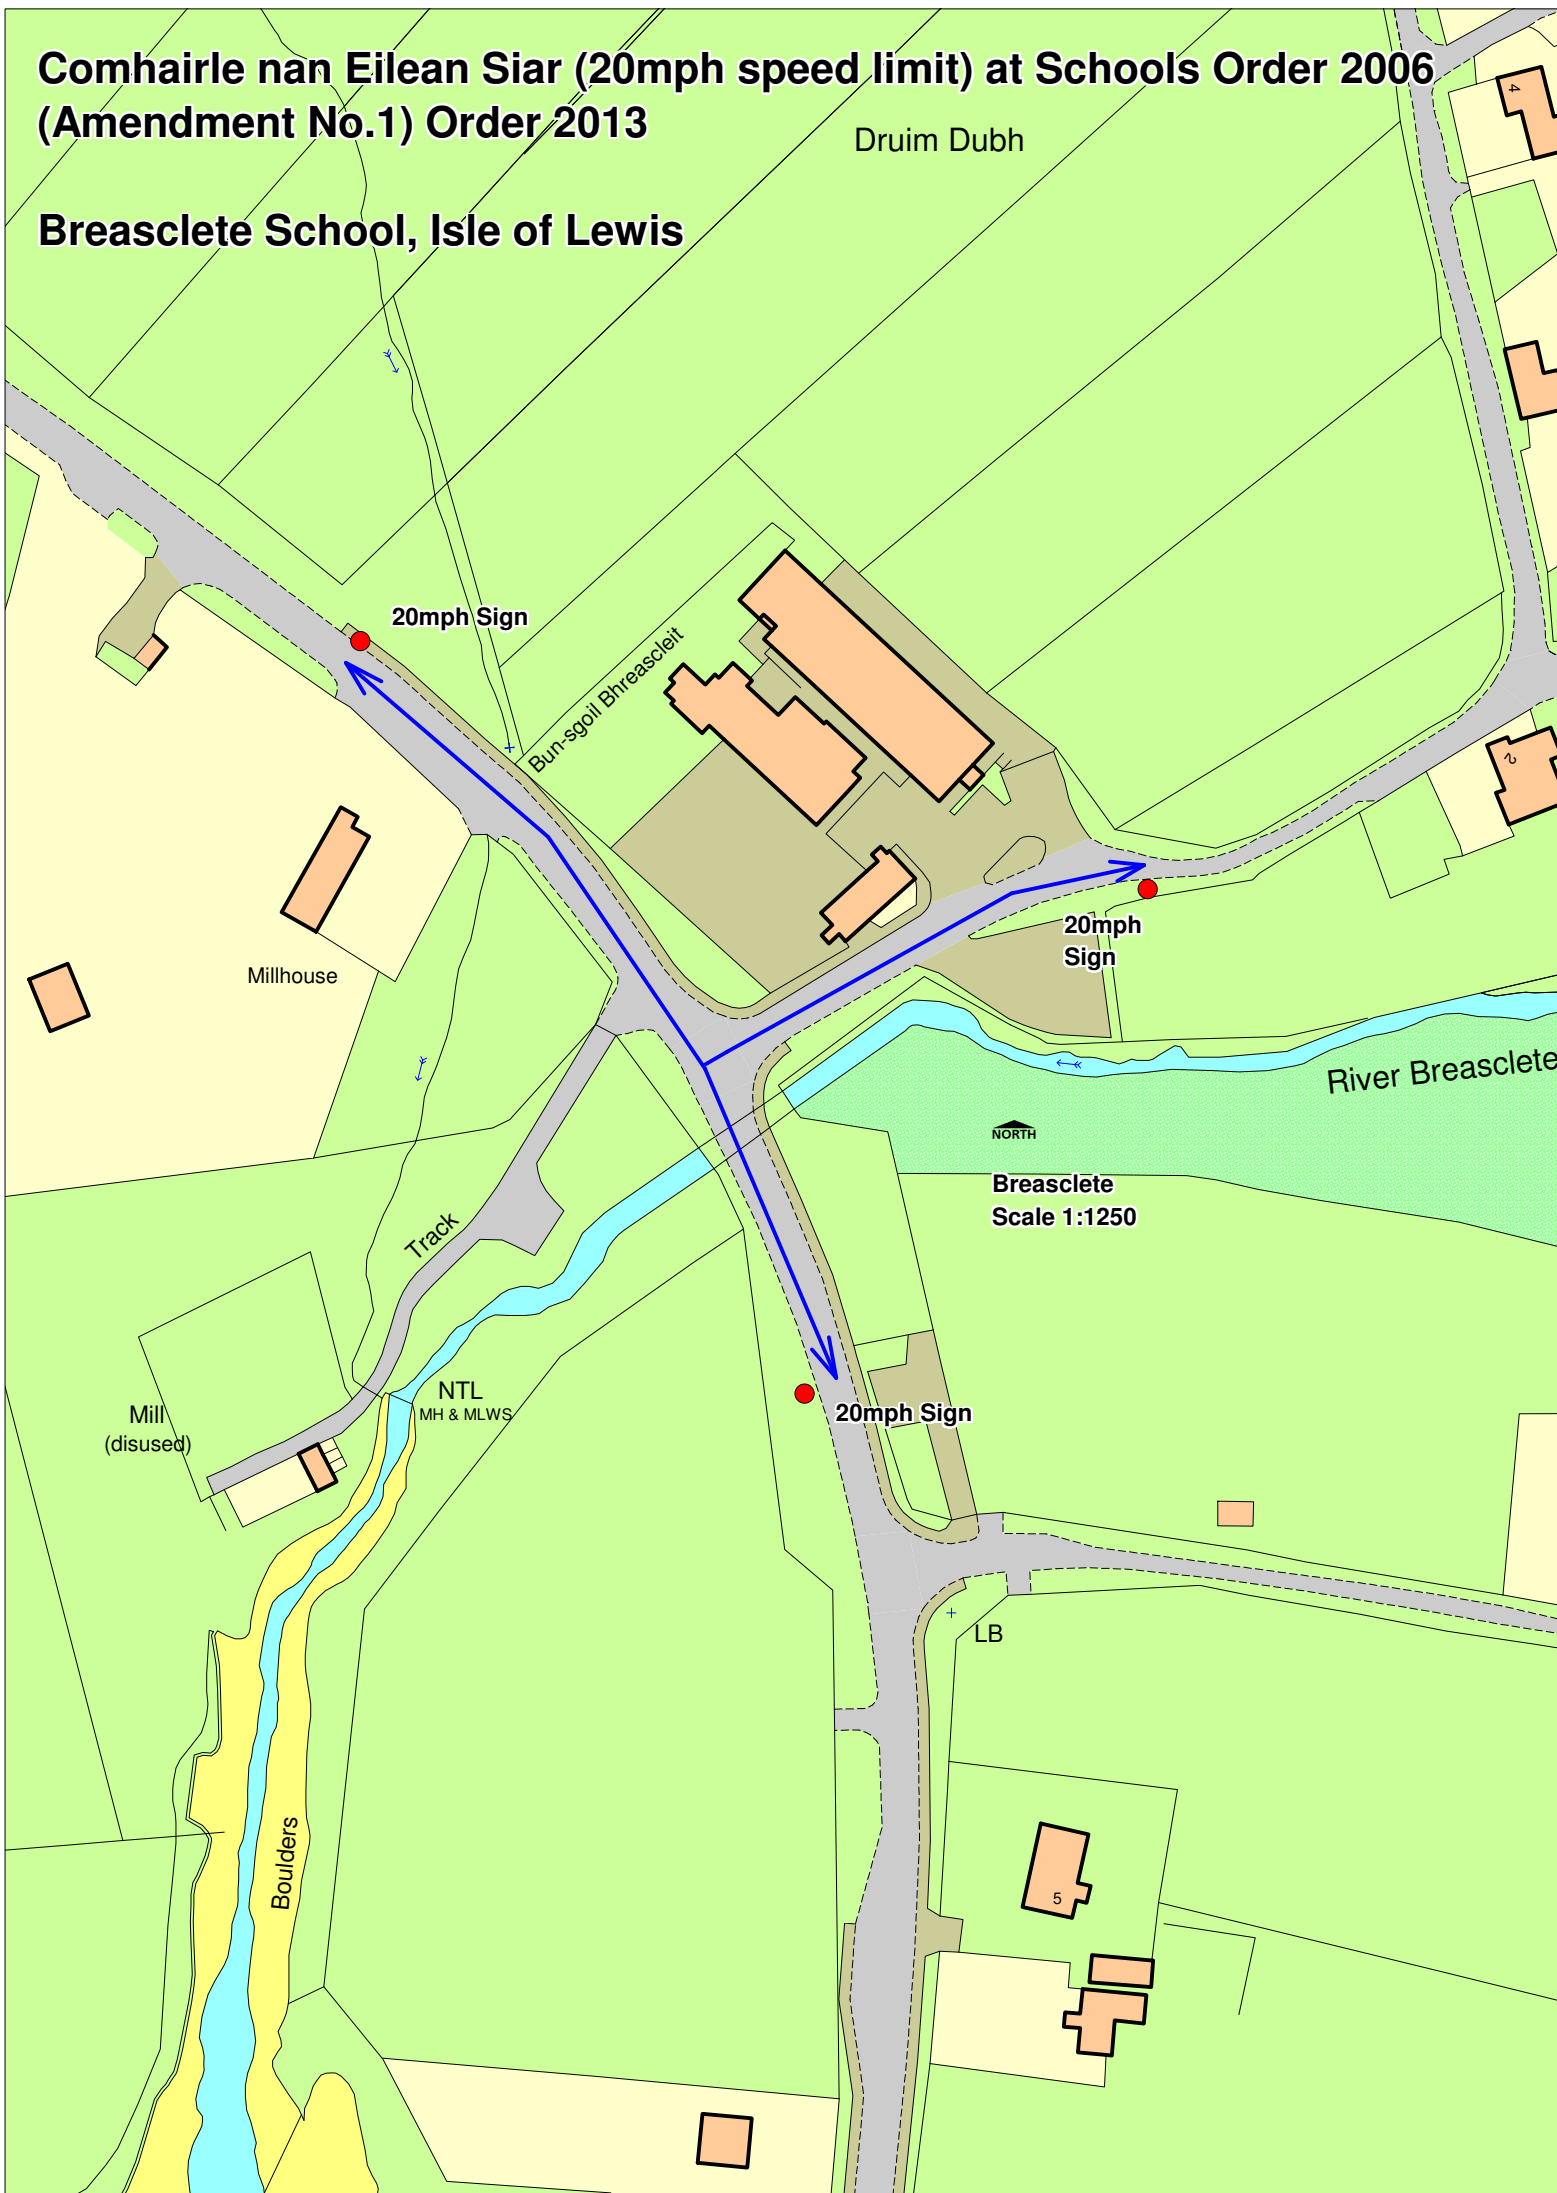 Comhairle nan Eilean Siar (20mph speed limit) at Schools Order 2006
(Amendment No.1) Order 2013
Druim Dubh
Breasclete School, Isle of Lewis
4
20mph Sign
Bun-sgoil Bhreascleit
2
20mph
Sign
Millhouse
River Breasclete
NORTH
Breasclete
Scale 1:1250
Track
NTL
MH & MLWS
Mill
(disused)
20mph Sign
LB
Boulders
5